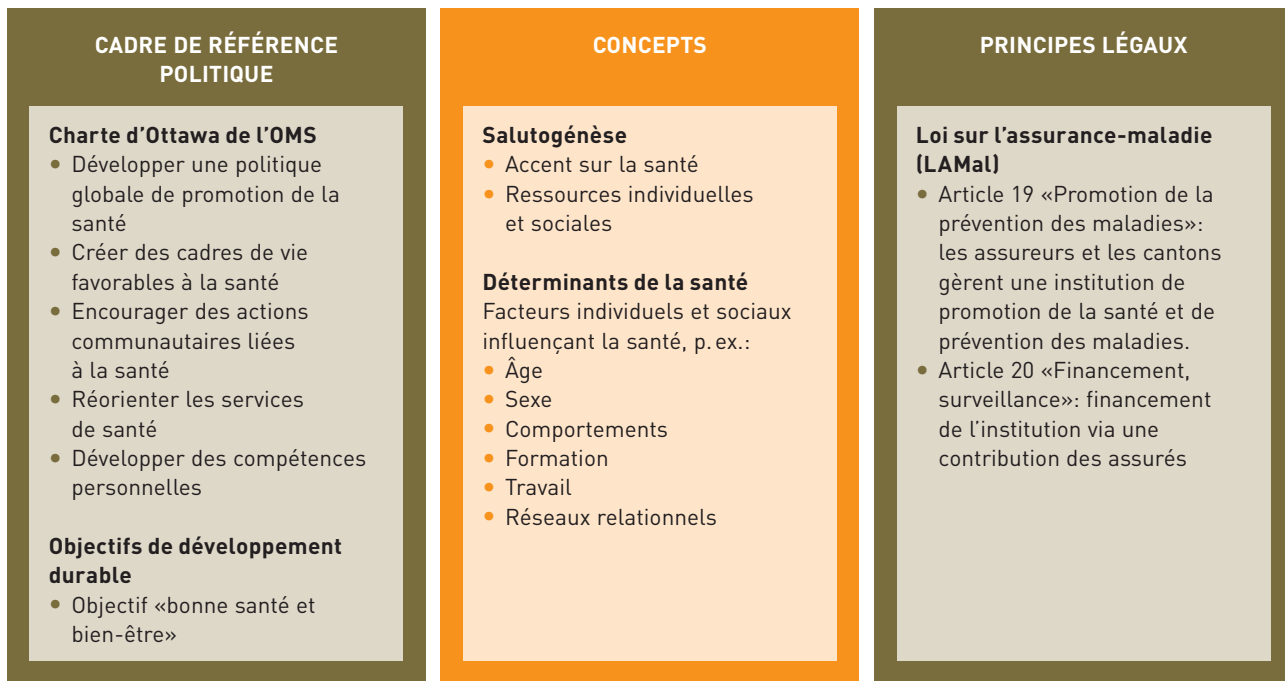 CADRE DE RÉFÉRENCE
POLITIQUE
Charte d’Ottawa de l’OMS
• Développer une politique
globale de promotion de la
santé
• Créer des cadres de vie
favorables à la santé
• Encourager des actions
communautaires liées
à la santé
• Réorienter les services
de santé
• Développer des compétences
personnelles
Objectifs de développement
durable
• Objectif «bonne santé et
bien-être»
CONCEPTS
Salutogénèse
• Accent sur la santé
• Ressources individuelles
et sociales
Déterminants de la santé
Facteurs individuels et sociaux
influençant la santé, p. ex.:
• Âge
• Sexe
• Comportements
• Formation
• Travail
• Réseaux relationnels
PRINCIPES LÉGAUX
Loi sur l’assurance-maladie
(LAMal)
• Article 19 «Promotion de la
prévention des maladies»:
les assureurs et les cantons
gèrent une institution de
promotion de la santé et de
prévention des maladies.
• Article 20 «Financement,
surveillance»: financement
de l’institution via une
contribution des assurés